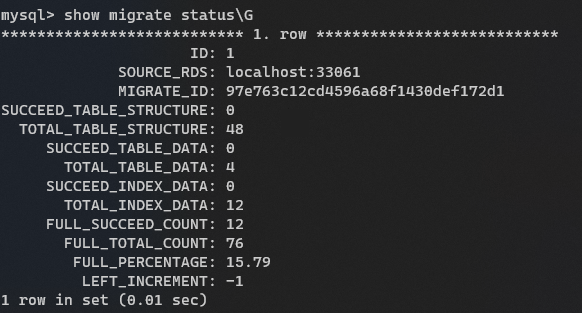 mysql> show migrate status\G
*************************** 1. row ***************************
ID: 1
SOURCE_RDS: localhost:33061
MIGRATE_ID: 97e763c12cd4596a68f1430def172d1
SUCCEED_TABLE_STRUCTURE: 0
TOTAL_TABLE_STRUCTURE: 48
SUCCEED_TABLE_DATA: 0
TOTAL_TABLE_DATA: 4
SUCCEED_INDEX_DATA: 0
TOTAL_INDEX_DATA: 12
FULL_SUCCEED_COUNT: 12
FULL_TOTAL_COUNT: 76
FULL_PERCENTAGE: 15.79
LEFT_INCREMENT: -1
1 row in set (0.01 sec)